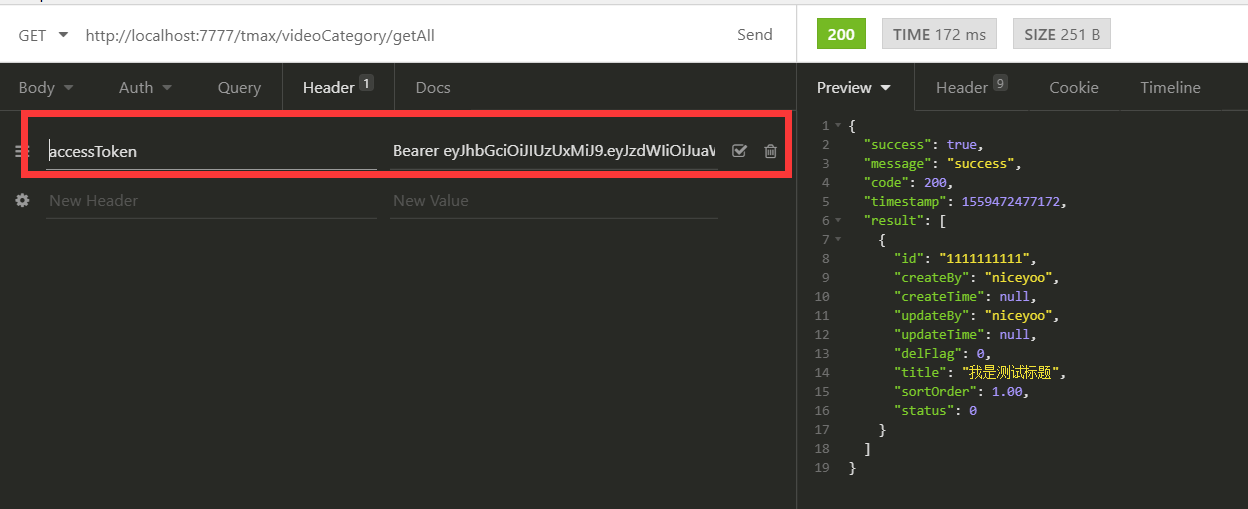 GET http://localhost:7777/tmax/videoCategory/getAll Send
Body Auth Query Header 1 Docs
accessToken Bearer
New Header New Value
200 TIME 172 ms SIZE 251 B
Preview Header 9 Cookie Timeline
1 {
2 "success": true,
3 "message": "success",
4 "code": 200,
5 "timestamp": 1559472477172,
6 "result": [
7 {
8 "id": "1111111111",
9 "createBy": "niceyoo",
10 "createTime": null,
11 "updateBy": "niceyoo",
12 "updateTime": null,
13 "delFlag": 0,
14 "title": "我是测试标题",
15 "sortOrder": 1.00,
16 "status": 0
17 }
18 ]
19 }